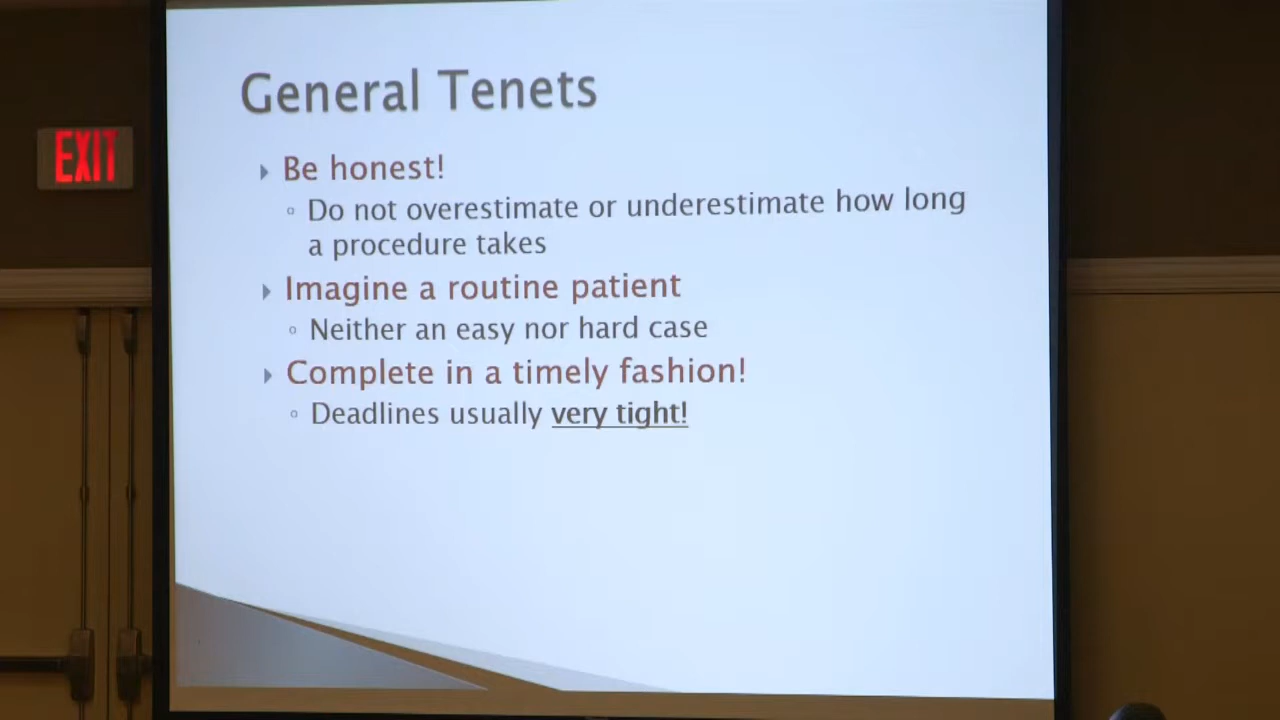 General Tenets
EXIT
Be honest!
Do not overestimate or underestimate how long
a procedure takes
Imagine a routine patient
Neither an easy nor hard case
Complete in a timely fashion!
Deadlines usually very tight!